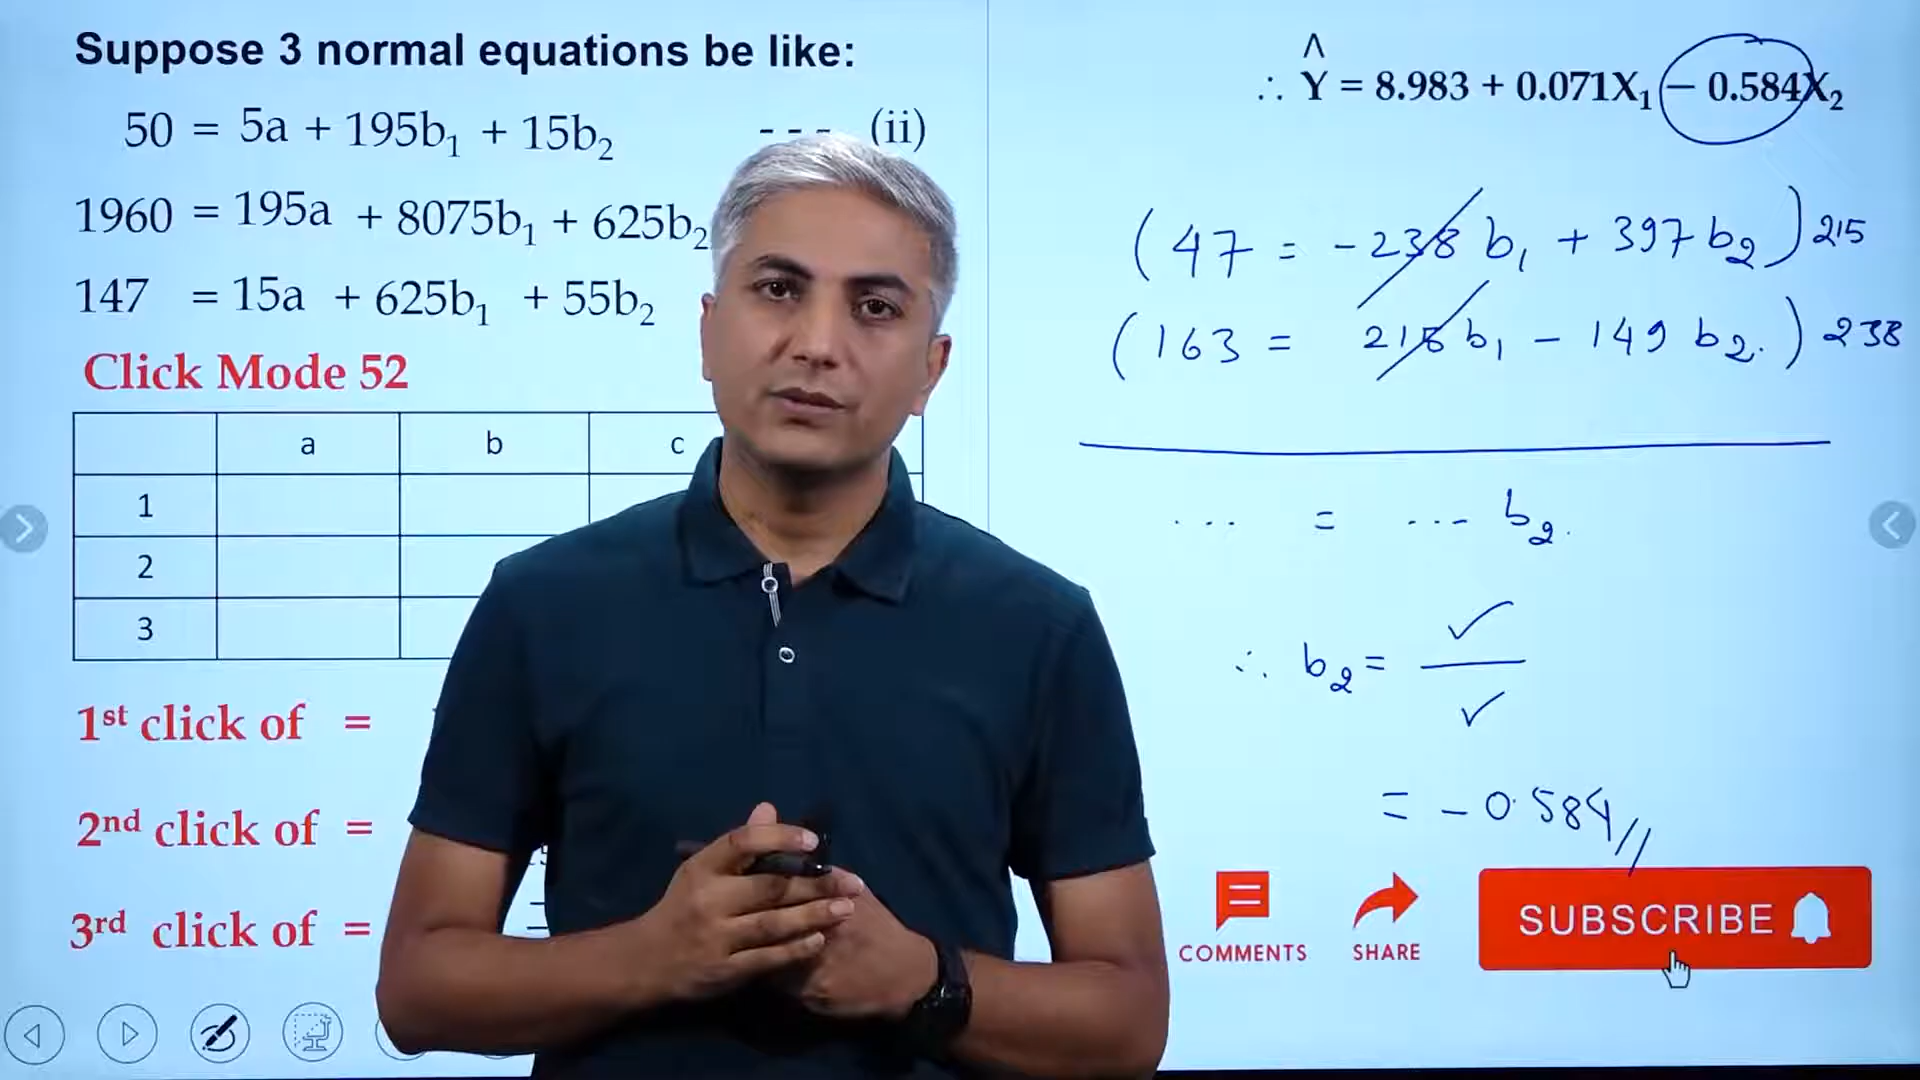 Suppose 3 normal equations be like:
50 = 5a + 195b₁ + 15b₂ - - - (ii)
1960 = 195a + 8075b₁ + 625b₂
147 = 15a + 625b₁ + 55b₂
Click Mode 52
a b c
1
2
3
1st click of =
2nd click of =
3rd click of =
∴ Ŷ = 8.983 + 0.071X₁ − 0.584X₂
(47 = -238 b₁ + 397 b₂) 215
(163 = 215 b₁ - 149 b₂.) 238
... = ... b₂.
∴ b₂ = ✓/✓
= -0.584//
COMMENTS
SHARE
SUBSCRIBE